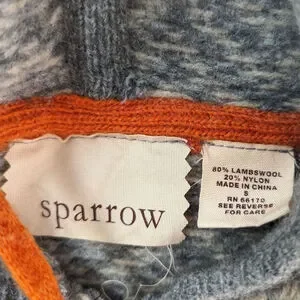 sparrow
80% LAMBSWOOL
20% NYLON
MADE IN CHINA
S
RN 66170
SEE REVERSE
FOR CARE